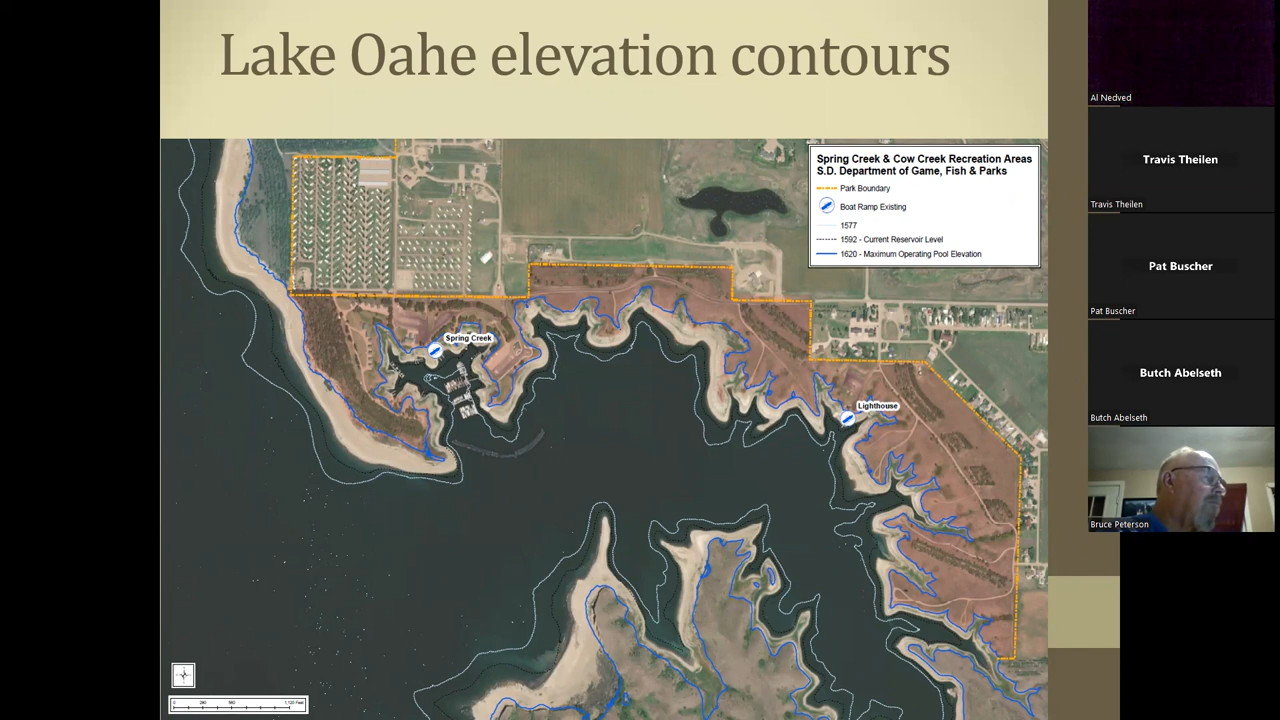 Lake Oahe elevation contours
Spring Creek & Cow Creek Recreation Areas
S.D. Department of Game, Fish & Parks
Park Boundary
Boat Ramp Existing
1577
1592 - Current Reservoir Level
1620 - Maximum Operating Pool Elevation
Spring Creek
Lighthouse
Al Nedved
Travis Theilen
Travis Theilen
Pat Buscher
Pat Buscher
Butch Abelseth
Butch Abelseth
Bruce Peterson